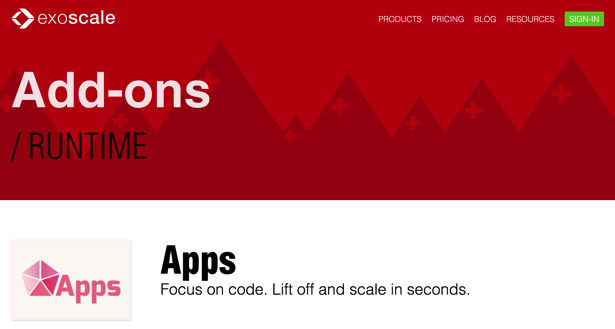 exoscale
PRODUCTS PRICING BLOG RESOURCES SIGN-IN
Add-ons
/ RUNTIME
Apps
Apps
Focus on code. Lift off and scale in seconds.